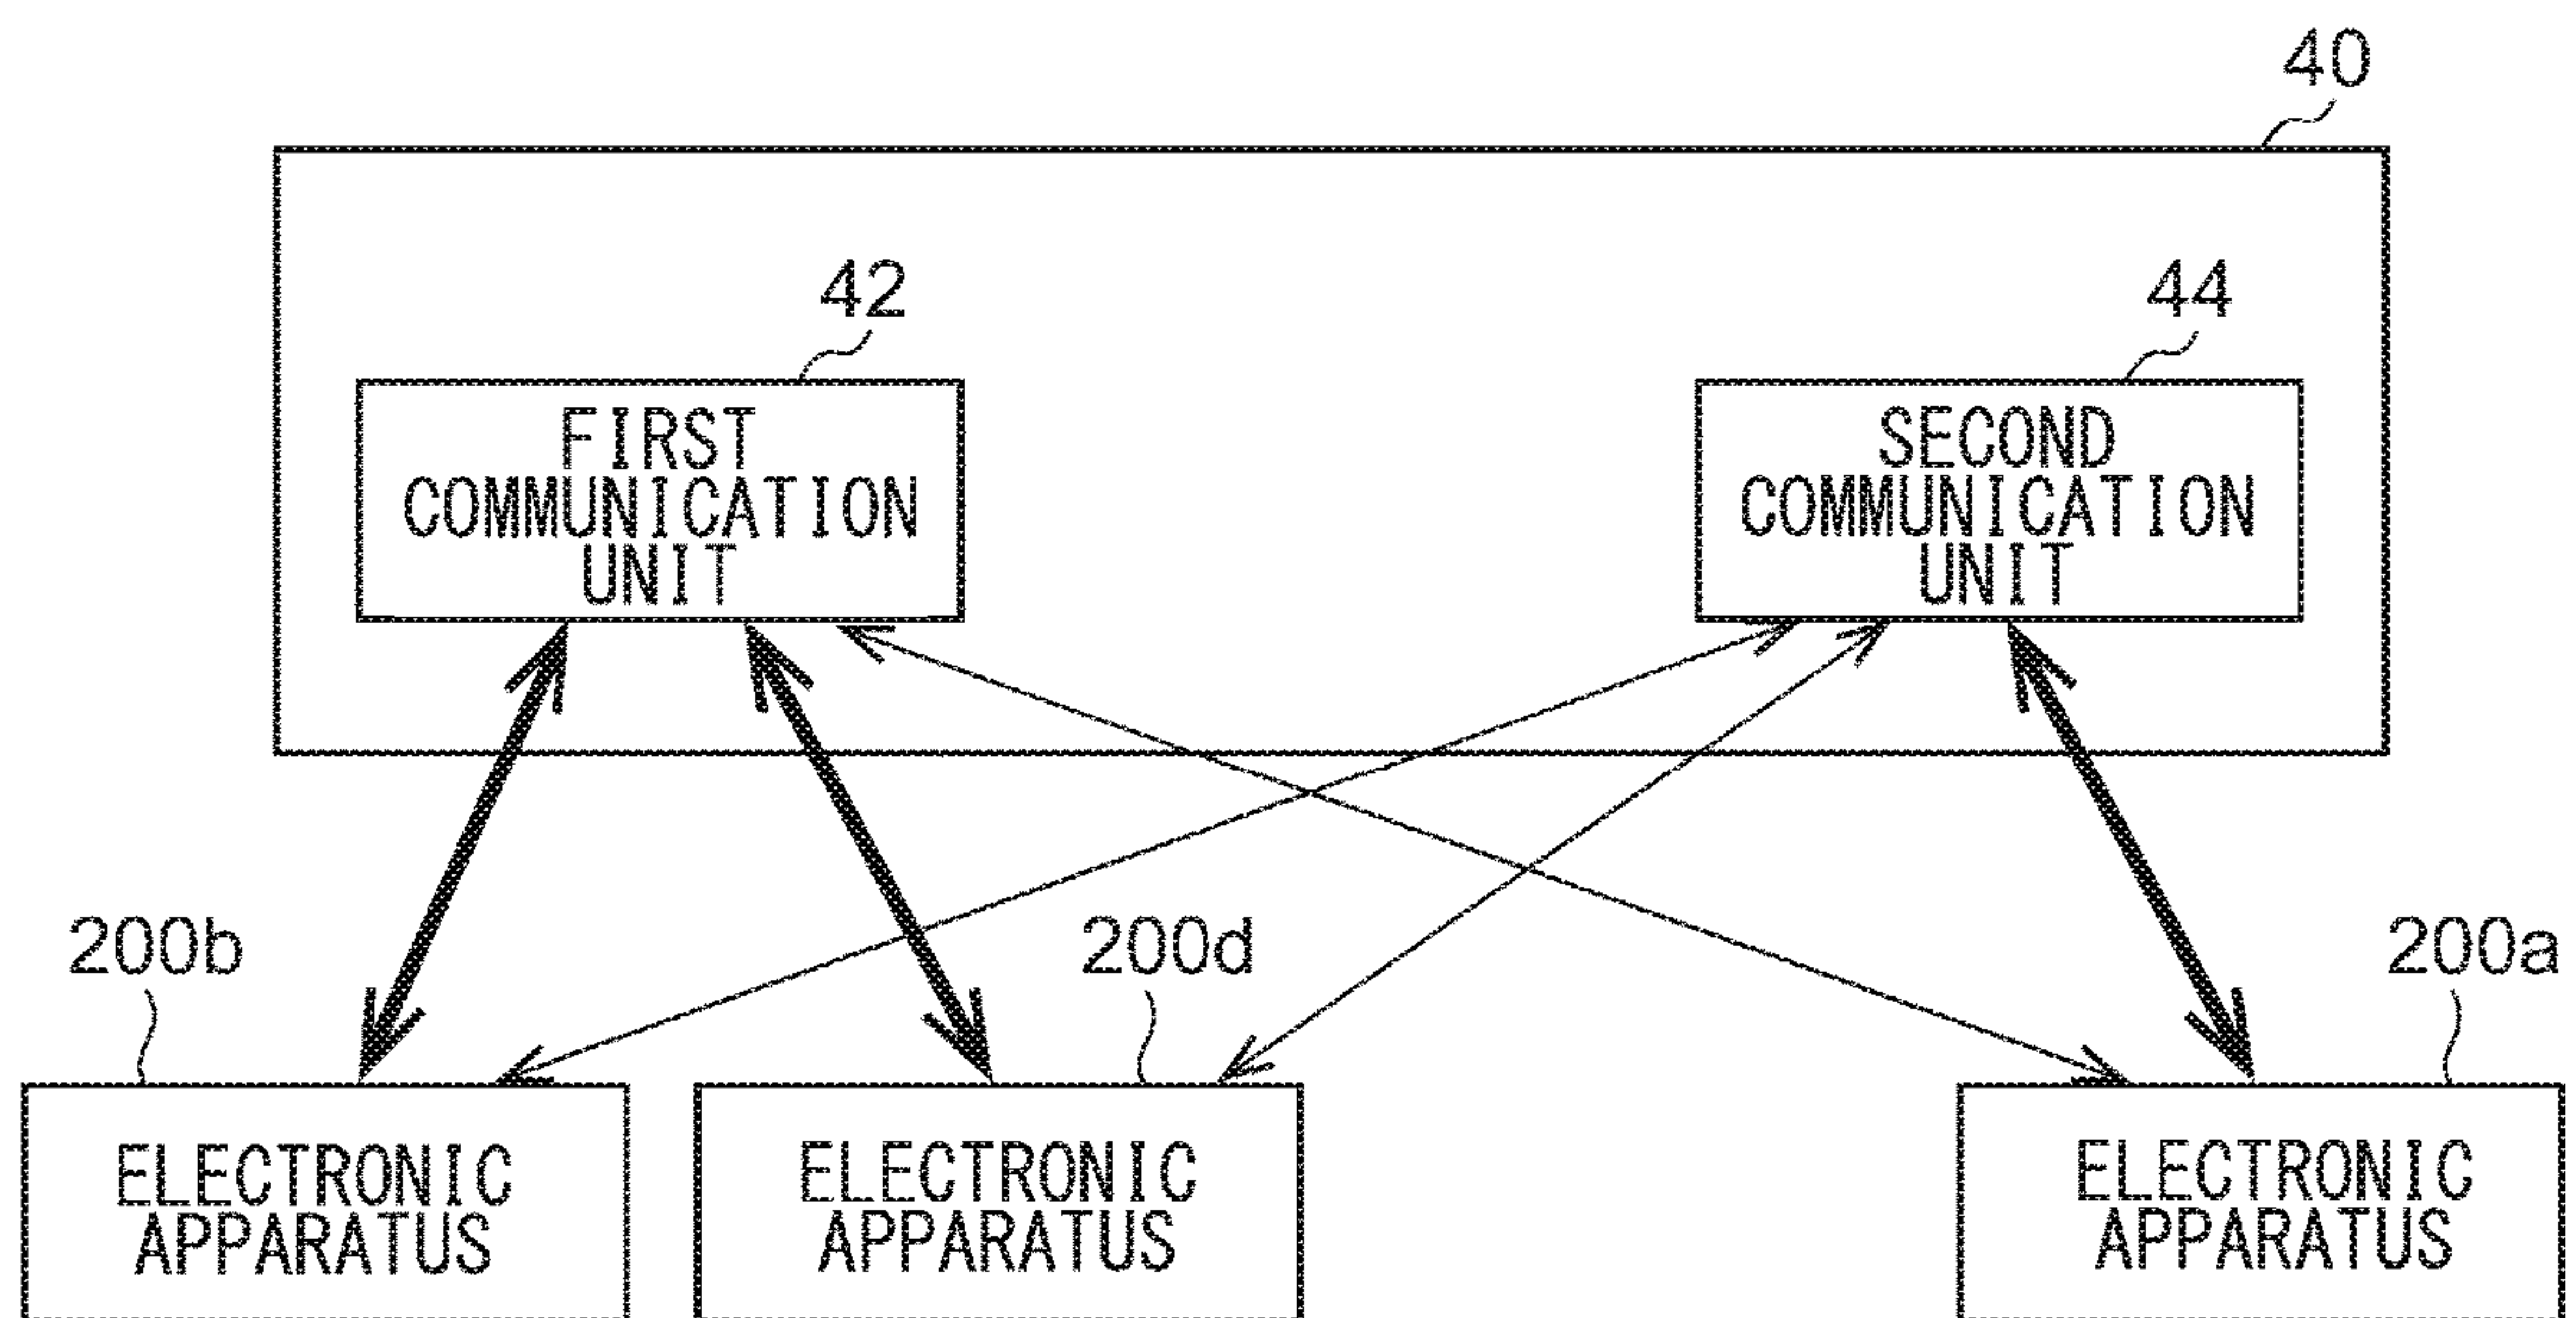 40
42
44
FIRST
COMMUNICATION
UNIT
SECOND
COMMUNICATION
UNIT
200b
200d
200a
ELECTRONIC
APPARATUS
ELECTRONIC
APPARATUS
ELECTRONIC
APPARATUS